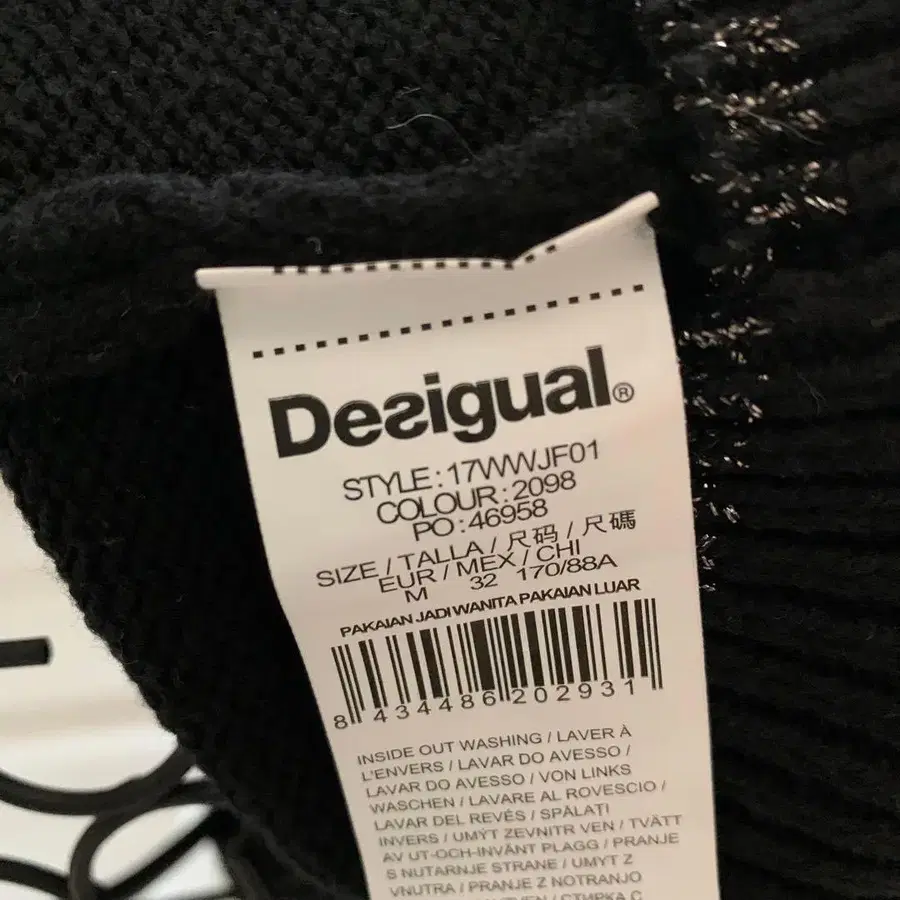 Desigual®
STYLE : 17WWJF01
COLOUR : 2098
PO : 46958
SIZE / TALLA / 尺码 / 尺碼
EUR / MEX / CHI
M 32 170/88A
PAKAIAN JADI WANITA PAKAIAN LUAR
8 434486 202931
INSIDE OUT WASHING / LAVER À
L'ENVERS / LAVAR DO AVESSO /
LAVAR DO AVESSO / VON LINKS
WASCHEN / LAVARE AL ROVESCIO /
LAVAR DEL REVÉS / SPĂLAŢI
INVERS / UMÝT ZEVNITR VEN / TVÄTT
AV UT-OCH-INVÄNT PLAGG / PRANJE
S NUTARNJE STRANE / UMYT Z
VNUTRA / PRANJE Z NOTRANJO